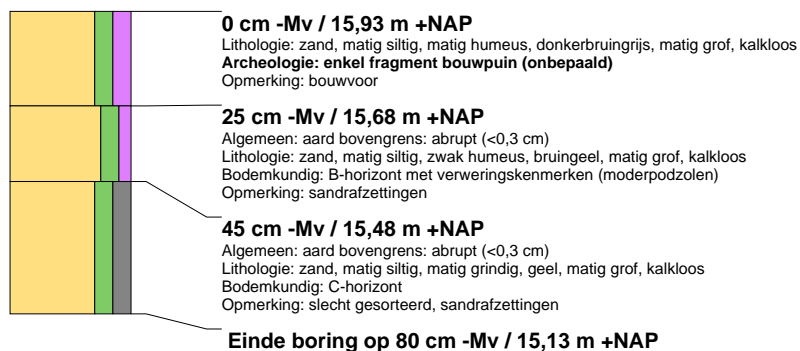 0 cm -Mv / 15,93 m +NAP
Lithologie: zand, matig siltig, matig humeus, donkerbruingrijs, matig grof, kalkloos
Archeologie: enkel fragment bouwpuin (onbepaald)
Opmerking: bouwvoor
25 cm -Mv / 15,68 m +NAP
Algemeen: aard bovengrens: abrupt (<0,3 cm)
Lithologie: zand, matig siltig, zwak humeus, bruingeel, matig grof, kalkloos
Bodemkundig: B-horizont met verweringskenmerken (moderpodzolen)
Opmerking: sandrafzettingen
45 cm -Mv / 15,48 m +NAP
Algemeen: aard bovengrens: abrupt (<0,3 cm)
Lithologie: zand, matig siltig, matig grindig, geel, matig grof, kalkloos
Bodemkundig: C-horizont
Opmerking: slecht gesorteerd, sandrafzettingen
Einde boring op 80 cm -Mv / 15,13 m +NAP